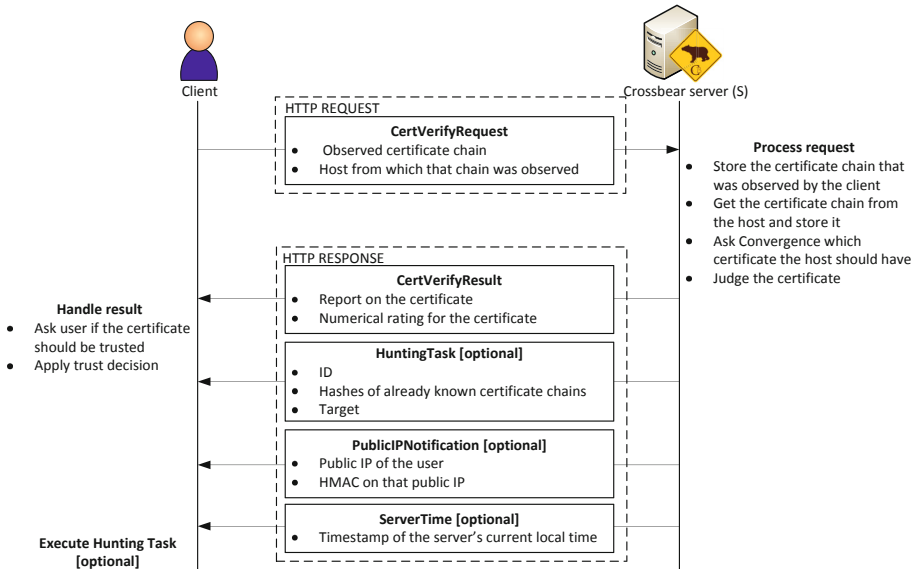 Client
Crossbear server (S)
C
HTTP REQUEST
CertVerifyRequest
• Observed certificate chain
• Host from which that chain was observed
Process request
• Store the certificate chain that
was observed by the client
• Get the certificate chain from
the host and store it
• Ask Convergence which
certificate the host should have
• Judge the certificate
HTTP RESPONSE
CertVerifyResult
• Report on the certificate
• Numerical rating for the certificate
Handle result
• Ask user if the certificate
should be trusted
• Apply trust decision
HuntingTask [optional]
• ID
• Hashes of already known certificate chains
• Target
PublicIPNotification [optional]
• Public IP of the user
• HMAC on that public IP
ServerTime [optional]
• Timestamp of the server's current local time
Execute Hunting Task
[optional]